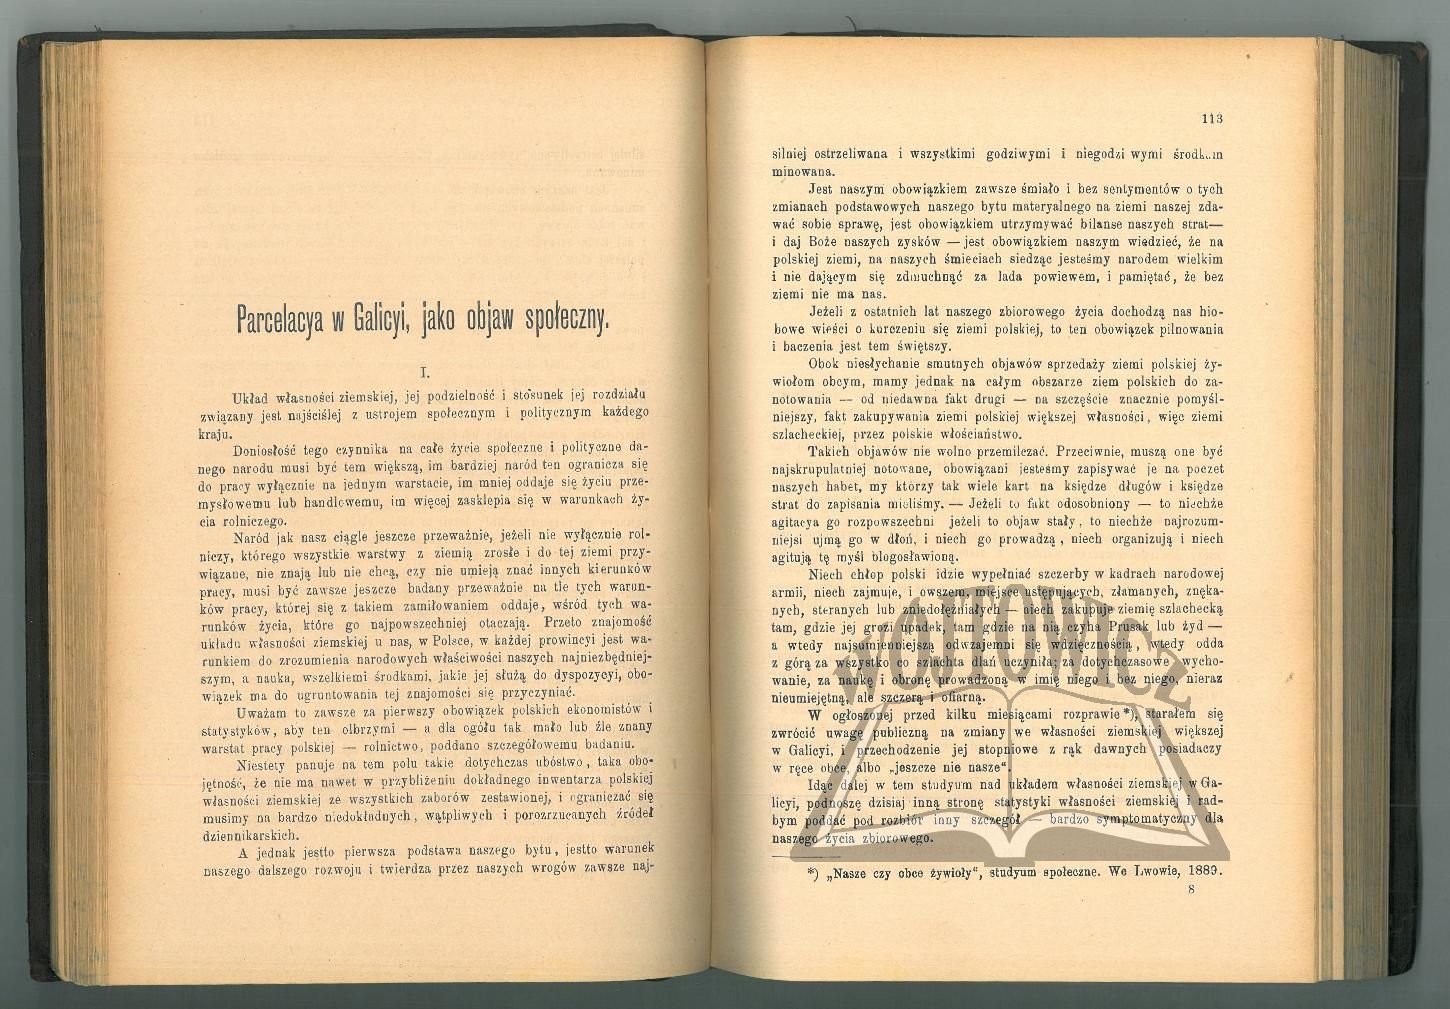 Parcelacya w Galicyi, jako objaw społeczny.
I.
Układ własności ziemskiej, jej podzielność i stosunek jej rozdziału
związany jest najściślej z ustrojem społecznym i politycznym każdego
kraju.
Doniosłość tego czynnika na całe życie społeczne i polityczne da-
nego narodu musi być tem większą, im bardziej naród ten ogranicza się
do pracy wyłącznie na jednym warstacie, im mniej oddaje się życiu prze-
mysłowemu lub handlowemu, im więcej zasklepia się w warunkach ży-
cia rolniczego.
Naród jak nasz ciągle jeszcze przeważnie, jeżeli nie wyłącznie rol-
niczy, którego wszystkie warstwy z ziemią zrosłe i do tej ziemi przy-
wiązane, nie znają lub nie chcą, czy nie umieją znać innych kierunków
pracy, musi być zawsze jeszcze badany przeważnie na tle tych warun-
ków pracy, której się z takiem zamiłowaniem oddaje, wśród tych wa-
runków życia, które go najpowszechniej otaczają. Przeto znajomość
układu własności ziemskiej u nas, w Polsce, w każdej prowincyi jest wa-
runkiem do zrozumienia narodowych właściwości naszych najniezbędniej-
szym, a nauka, wszelkiemi środkami, jakie jej służą do dyspozycyi, obo-
wiązek ma do ugruntowania tej znajomości się przyczyniać.
Uważam to zawsze za pierwszy obowiązek polskich ekonomistów i
statystyków, aby ten olbrzymi — a dla ogółu tak mało lub źle znany
warstat pracy polskiej — rolnictwo, poddano szczegółowemu badaniu.
Niestety panuje na tem polu takie dotychczas ubóstwo, taka obo-
jętność, że nie ma nawet w przybliżeniu dokładnego inwentarza polskiej
własności ziemskiej ze wszystkich zaborów zestawionej, i ograniczać się
musimy na bardzo niedokładnych, wątpliwych i porozrzucanych źródeł
dziennikarskich.
A jednak jestto pierwsza podstawa naszego bytu, jestto warunek
naszego dalszego rozwoju i twierdza przez naszych wrogów zawsze naj-
113
silniej ostrzeliwana i wszystkimi godziwymi i niegodzi wymi
minowana.
Jest naszym obowiązkiem zawsze śmiało i bez sentymentów o tych
zmianach podstawowych naszego bytu materyalnego na ziemi naszej zda-
wać sobie sprawę, jest obowiązkiem utrzymywać bilanse naszych strat—
i daj Boże naszych zysków — jest obowiązkiem naszym wiedzieć, że na
polskiej ziemi, na naszych śmieciach siedząc jesteśmy narodem wielkim
i nie dającym się zdmuchnąć za lada powiewem, i pamiętać, że bez
ziemi nie ma nas.
Jeżeli z ostatnich lat naszego zbiorowego życia dochodzą nas hio-
bowe wieści o kurczeniu się ziemi polskiej, to ten obowiązek pilnowania
i baczenia jest tem świętszy.
Obok niesłychanie smutnych objawów sprzedaży ziemi polskiej ży-
wiołom obcym, mamy jednak na całym obszarze ziem polskich do za-
notowania — od niedawna fakt drugi — na szczęście znacznie pomyśl-
niejszy, fakt zakupywania ziemi polskiej większej własności, więc ziemi
szlacheckiej, przez polskie włościaństwo.
Takich objawów nie wolno przemilczać. Przeciwnie, muszą one być
najskrupulatniej notowane, obowiązani jesteśmy zapisywać je na poczet
naszych habet, my którzy tak wiele kart na księdze długów i księdze
strat do zapisania mieliśmy. — Jeżeli to fakt odosobniony — to niechże
agitacya go rozpowszechni jeżeli to objaw stały, to niechże najrozum-
niejsi ujmą go w dłoń, i niech go prowadzą, niech organizują i niech
agitują tę myśl błogosławioną.
Niech chłop polski idzie wypełniać szczerby w kadrach narodowej
armii, niech zajmuje, i owszem, miejsce ustępujących, złamanych, znęka-
nych, steranych lub zniedołężniałych — niech zakupuje ziemię szlachecką
tam, gdzie jej grozi upadek, tam gdzie na nią czyha Prusak lub żyd —
a wtedy najsumienniejszą odwzajemni się wdzięcznością, wtedy odda
z górą za wszystko co szlachta dlań uczyniła, za dotychczasowe wycho-
wanie, za naukę i obronę prowadzoną w imię niego i bez niego, nieraz
nieumiejętną, ale szczerą i ofiarną.
W ogłoszonej przed kilku miesiącami rozprawie*), starałem się
zwrócić uwagę publiczną na zmiany we własności ziemskiej większej
w Galicyi, i przechodzenie jej stopniowe z rąk dawnych posiadaczy
w ręce obce, albo „jeszcze nie nasze“.
Idąc dalej w tem studyum nad układem własności ziemskiej w Ga-
licyi, podnoszę dzisiaj inną stronę statystyki własności ziemskiej i rad-
bym poddać pod rozbiór inny szczegół — bardzo symptomatyczny dla
naszego życia zbiorowego.
*) „Nasze czy obce żywioły“, studyum społeczne. We Lwowie, 1889.
8
WÓJTOWICZ